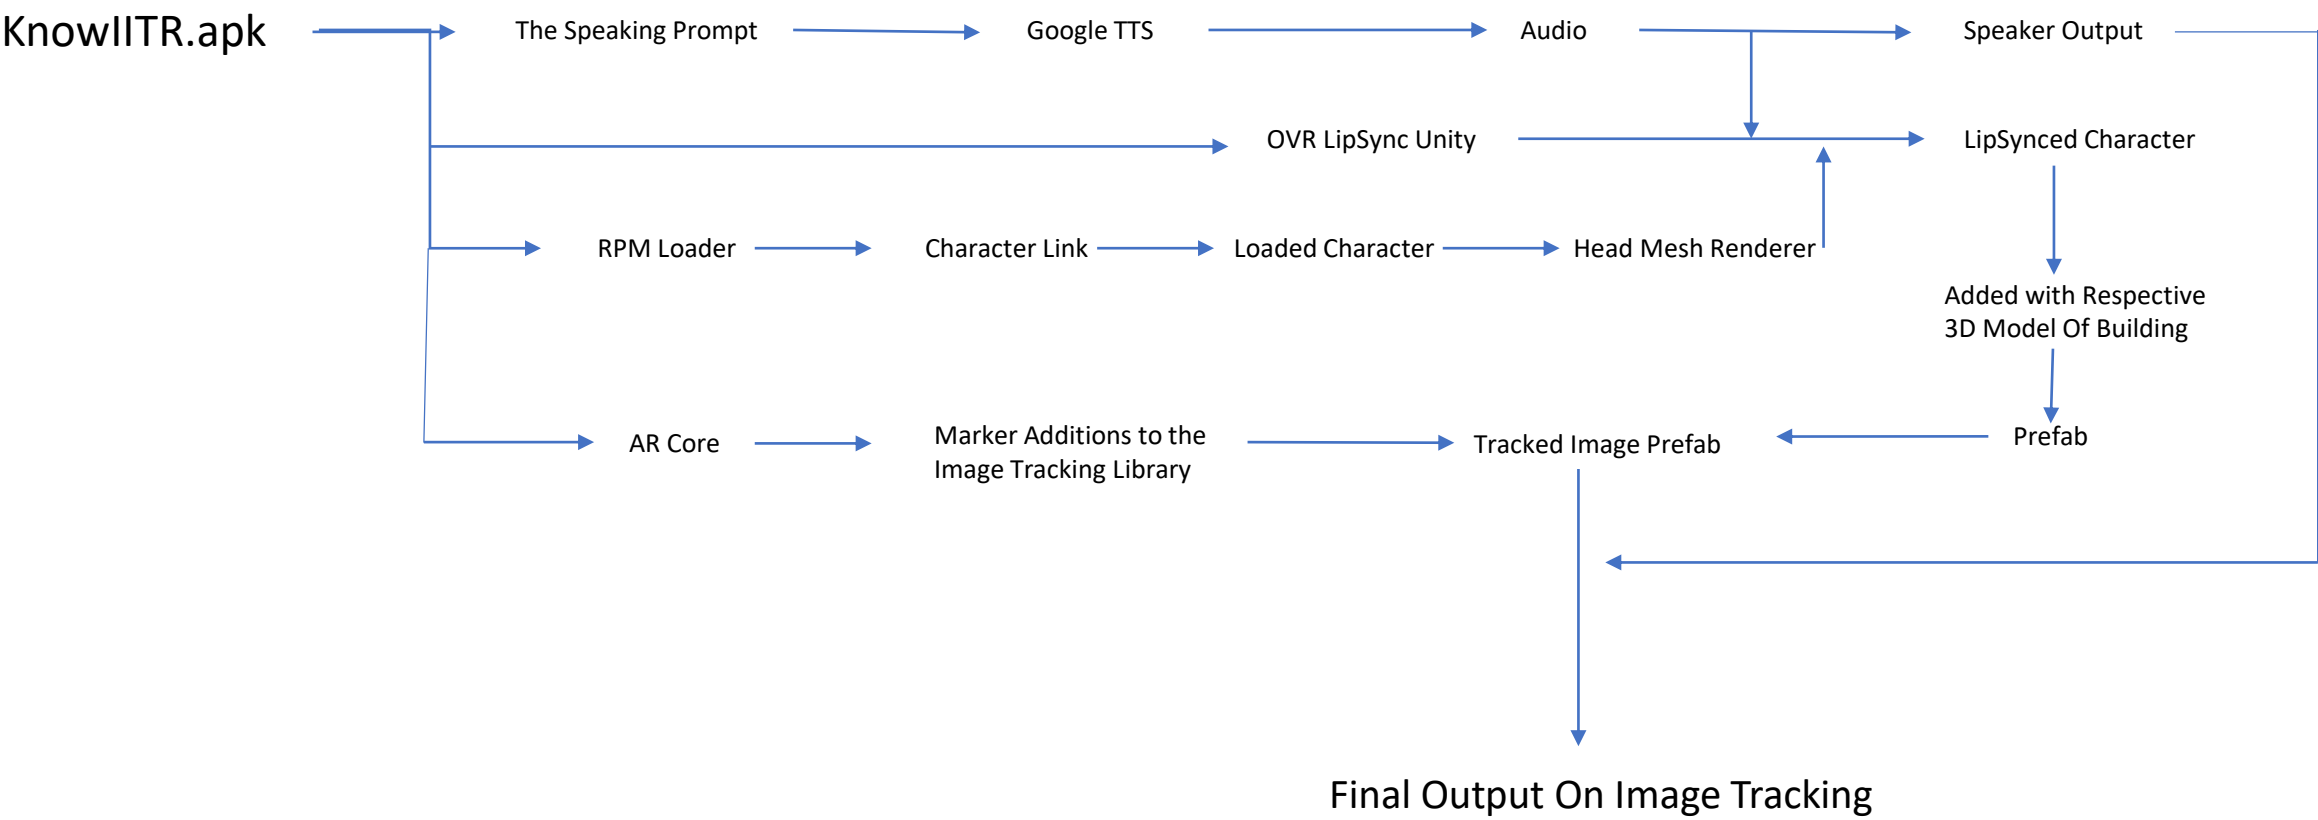 KnowIITR.apk
The Speaking Prompt
Google TTS
Audio
Speaker Output
OVR LipSync Unity
LipSynced Character
RPM Loader
Character Link
Loaded Character
Head Mesh Renderer
Added with Respective
3D Model Of Building
AR Core
Marker Additions to the
Image Tracking Library
Tracked Image Prefab
Prefab
Final Output On Image Tracking